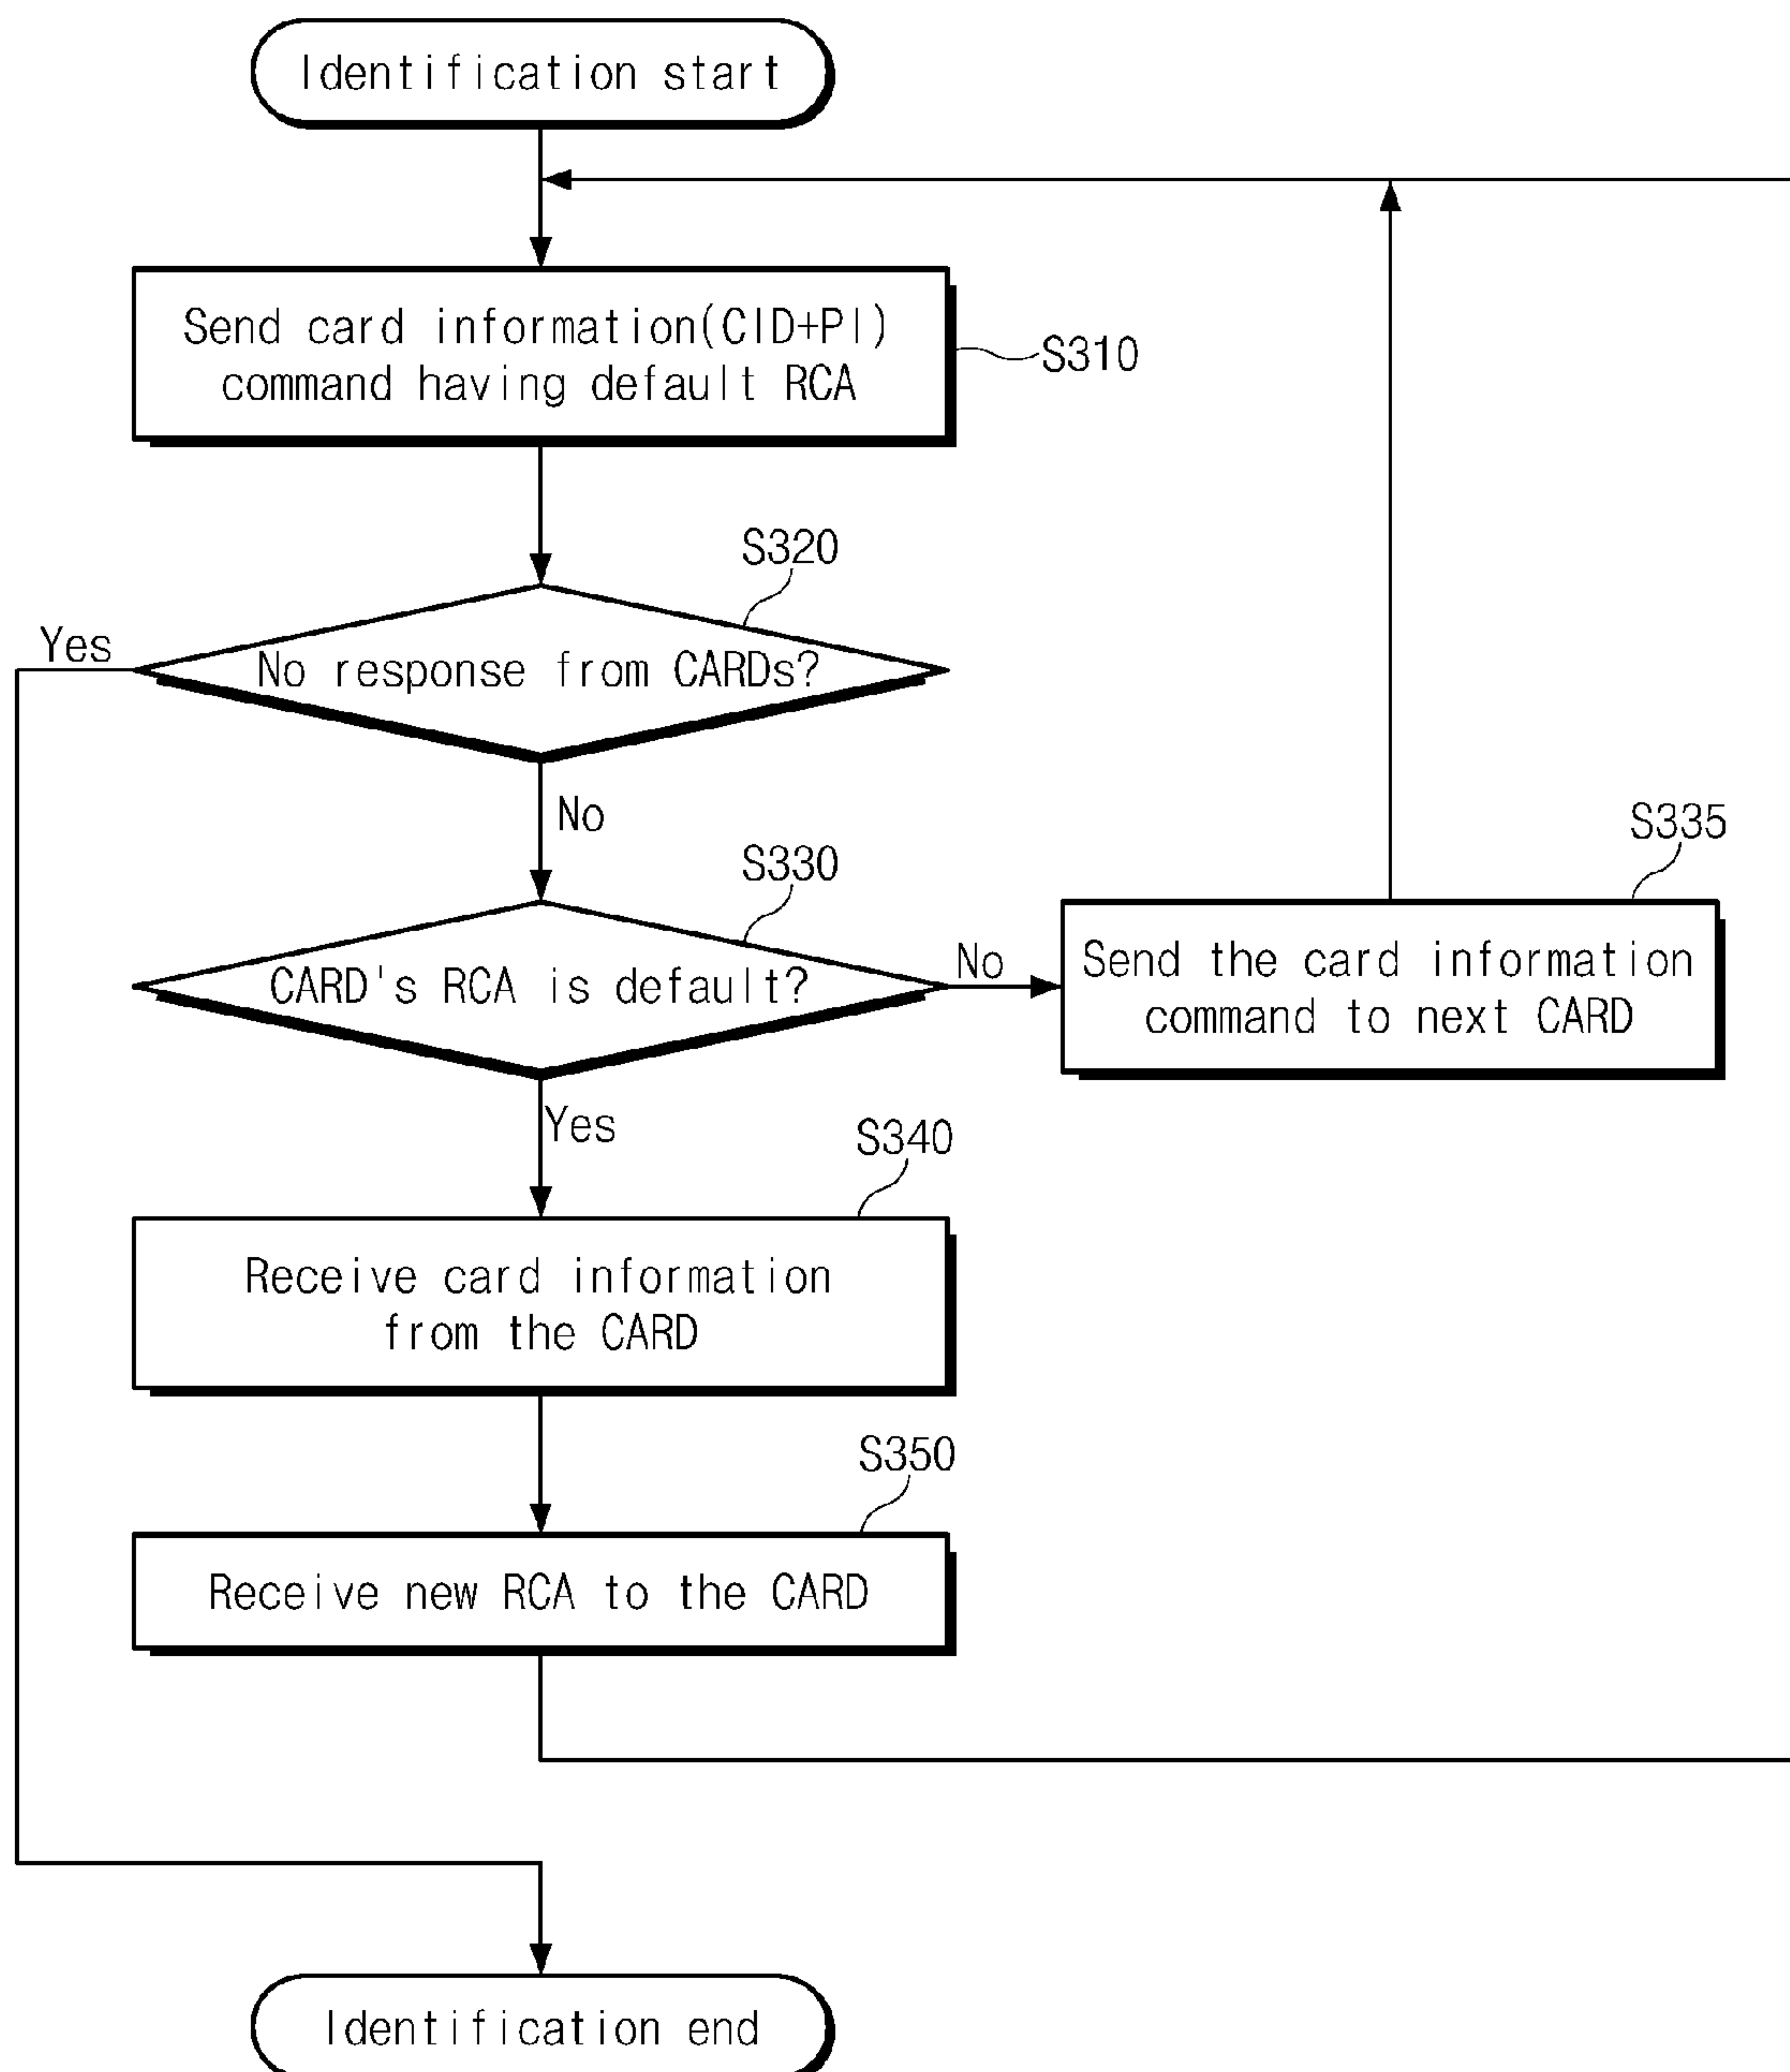 Identification start
Send card information(CID+PI)
command having default RCA
S310
S320
Yes
No response from CARDs?
No
S330
S335
CARD's RCA is default?
No
Send the card information
command to next CARD
Yes
S340
Receive card information
from the CARD
S350
Receive new RCA to the CARD
Identification end